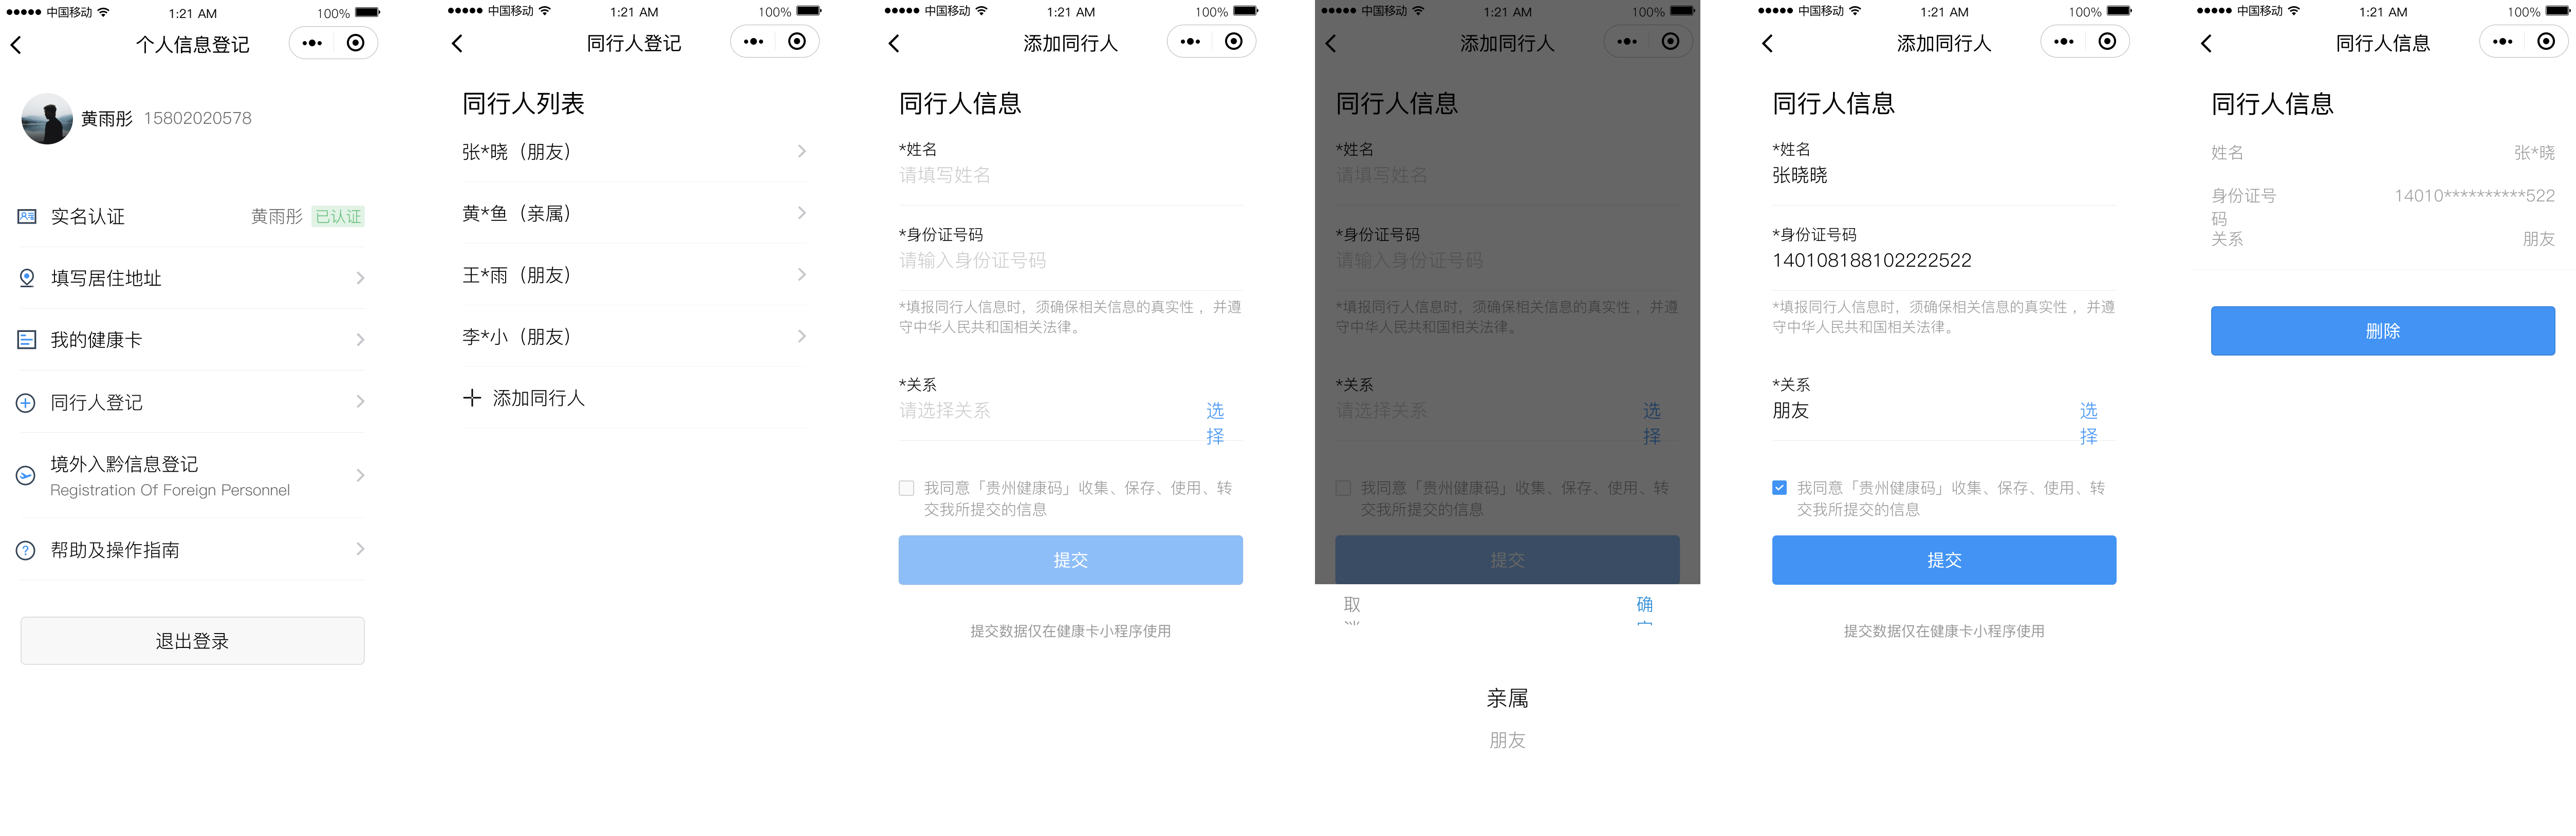 中国移动
1:21 AM
100%
个人信息登记
黄雨彤 15802020578
实名认证
黄雨彤 已认证
填写居住地址
我的健康卡
同行人登记
境外入黔信息登记
Registration Of Foreign Personnel
帮助及操作指南
退出登录
中国移动
1:21 AM
100%
同行人登记
同行人列表
张*晓（朋友）
黄*鱼（亲属）
王*雨（朋友）
李*小（朋友）
添加同行人
中国移动
1:21 AM
100%
添加同行人
同行人信息
*姓名
请填写姓名
*身份证号码
请输入身份证号码
*填报同行人信息时，须确保相关信息的真实性 ，并遵
守中华人民共和国相关法律。
*关系
请选择关系
选
择
我同意「贵州健康码」收集、保存、使用、转
交我所提交的信息
提交
提交数据仅在健康卡小程序使用
中国移动
1:21 AM
100%
添加同行人
同行人信息
*姓名
请填写姓名
*身份证号码
请输入身份证号码
*填报同行人信息时，须确保相关信息的真实性 ，并遵
守中华人民共和国相关法律。
*关系
请选择关系
选
择
我同意「贵州健康码」收集、保存、使用、转
交我所提交的信息
提交
取
确
亲属
朋友
中国移动
1:21 AM
100%
添加同行人
同行人信息
*姓名
张晓晓
*身份证号码
140108188102222522
*填报同行人信息时，须确保相关信息的真实性 ，并遵
守中华人民共和国相关法律。
*关系
朋友
选
择
我同意「贵州健康码」收集、保存、使用、转
交我所提交的信息
提交
提交数据仅在健康卡小程序使用
中国移动
1:21 AM
100%
同行人信息
同行人信息
姓名
张*晓
身份证号
码
14010**********522
关系
朋友
删除